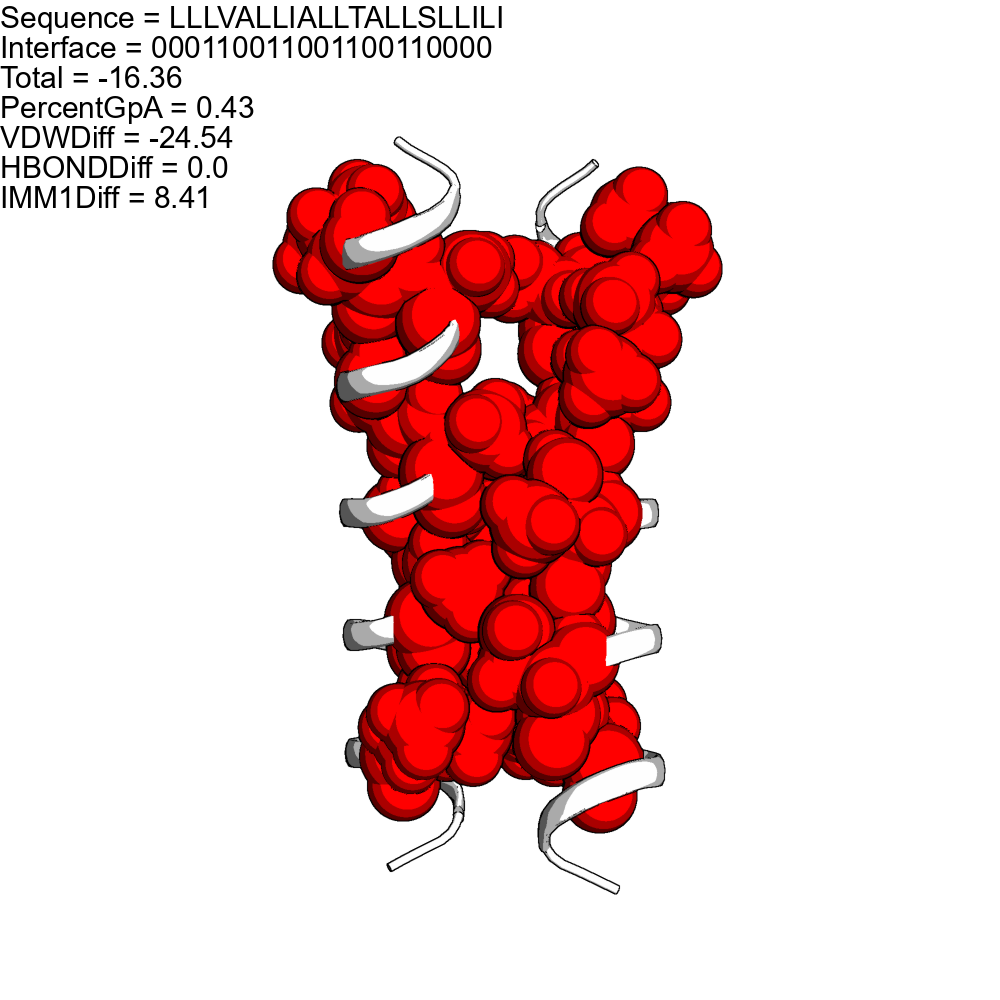 Sequence = LLLVALLIALLTALLSLLILI
Interface = 000110011001100110000
Total = -16.36
PercentGpA = 0.43
VDWDiff = -24.54
HBONDDiff = 0.0
IMM1Diff = 8.41